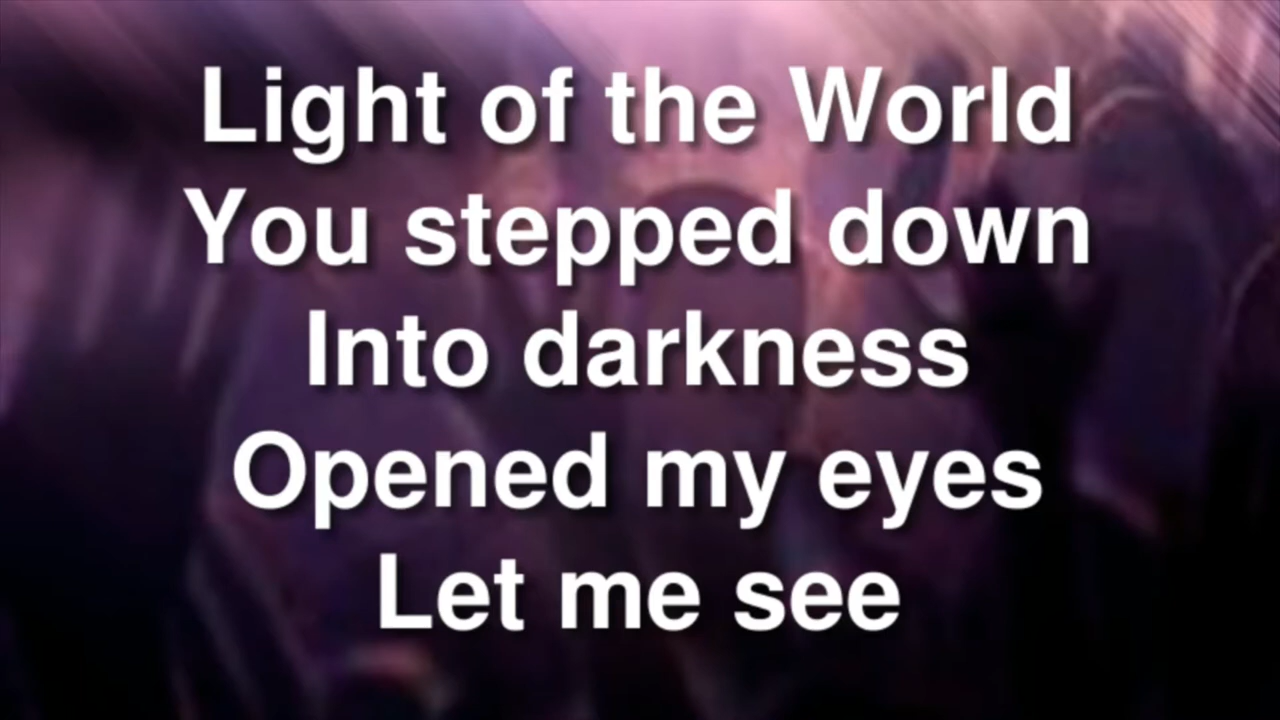 Light of the World
You stepped down
Into darkness
Opened my eyes
Let me see